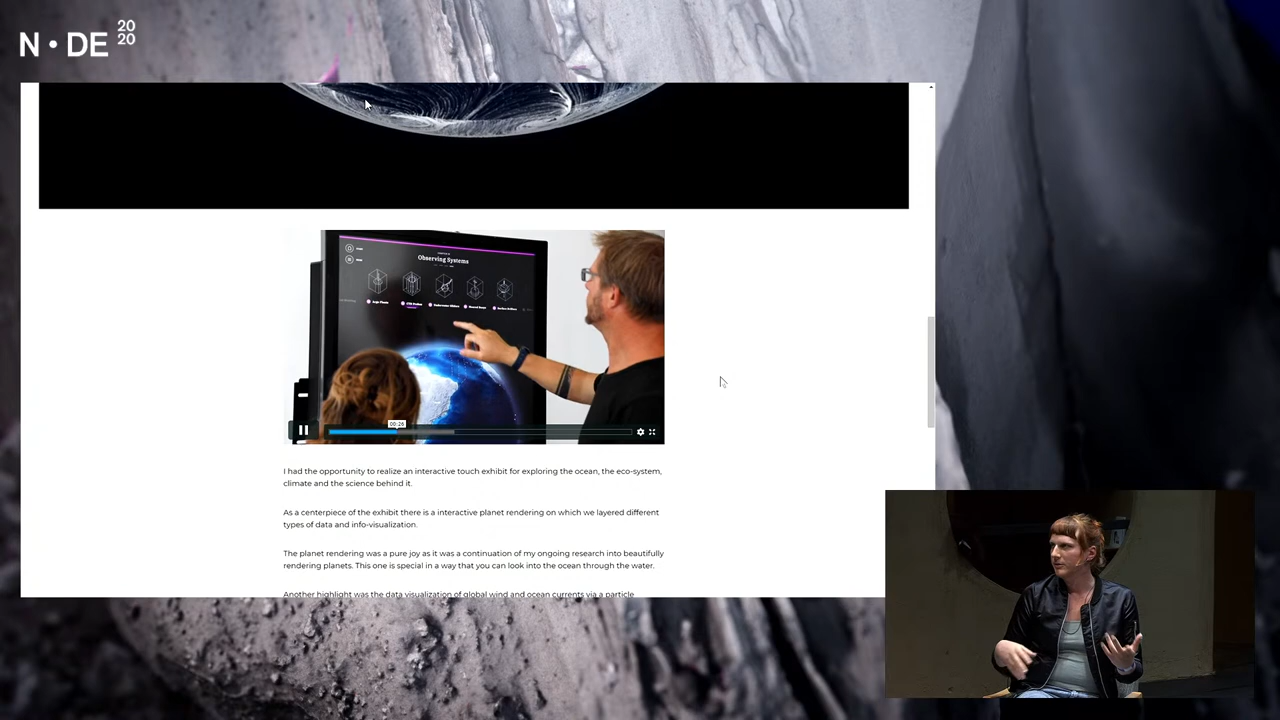 N•DE 20
20
Observing Systems
00:26
I had the opportunity to realize an interactive touch exhibit for exploring the ocean, the eco-system,
climate and the science behind it.
As a centerpiece of the exhibit there is a interactive planet rendering on which we layered different
types of data and info-visualization.
The planet rendering was a pure joy as it was a continuation of my ongoing research into beautifully
rendering planets. This one is special in a way that you can look into the ocean through the water.
Another highlight was the data visualization of global wind and ocean currents via a particle